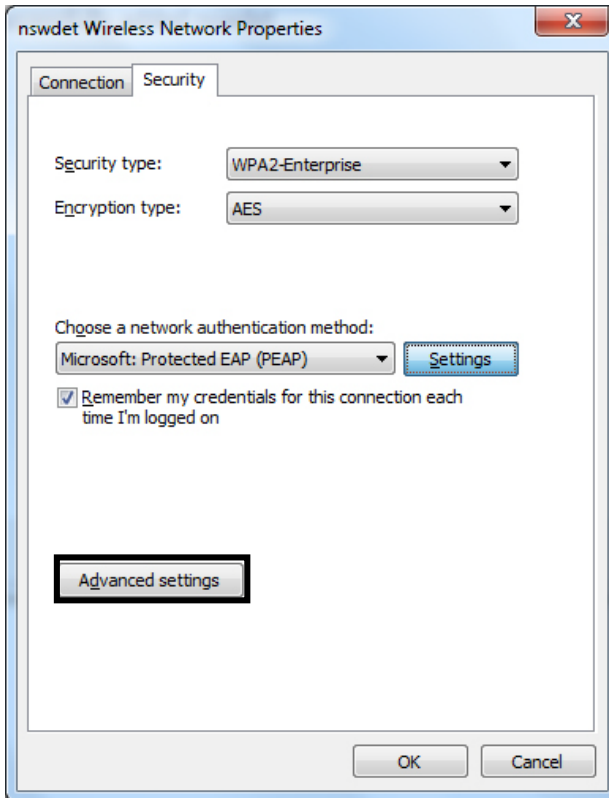 nswdet Wireless Network Properties
Connection
Security
Security type:
WPA2-Enterprise
Encryption type:
AES
Choose a network authentication method:
Microsoft: Protected EAP (PEAP)
Settings
Remember my credentials for this connection each
time I'm logged on
Advanced settings
OK
Cancel